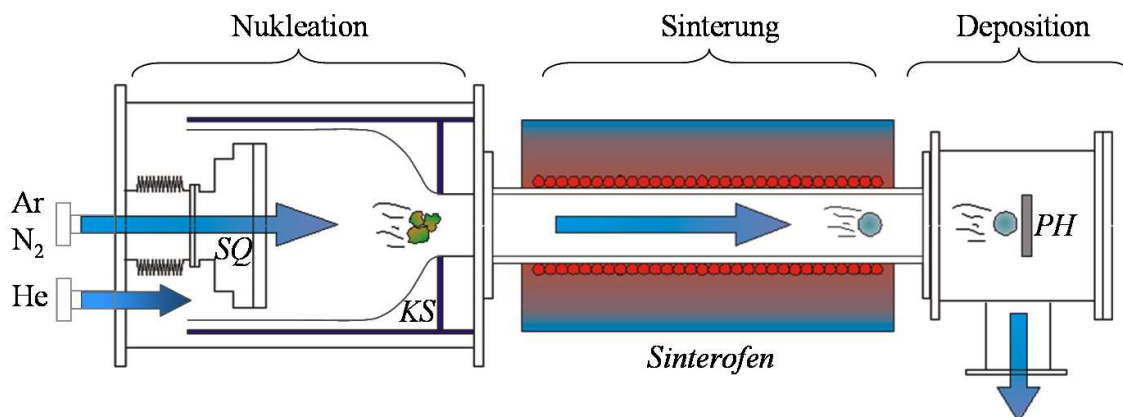 Nukleation
Sinterung
Deposition
Ar
N₂
He
SQ
KS
Sinterofen
PH